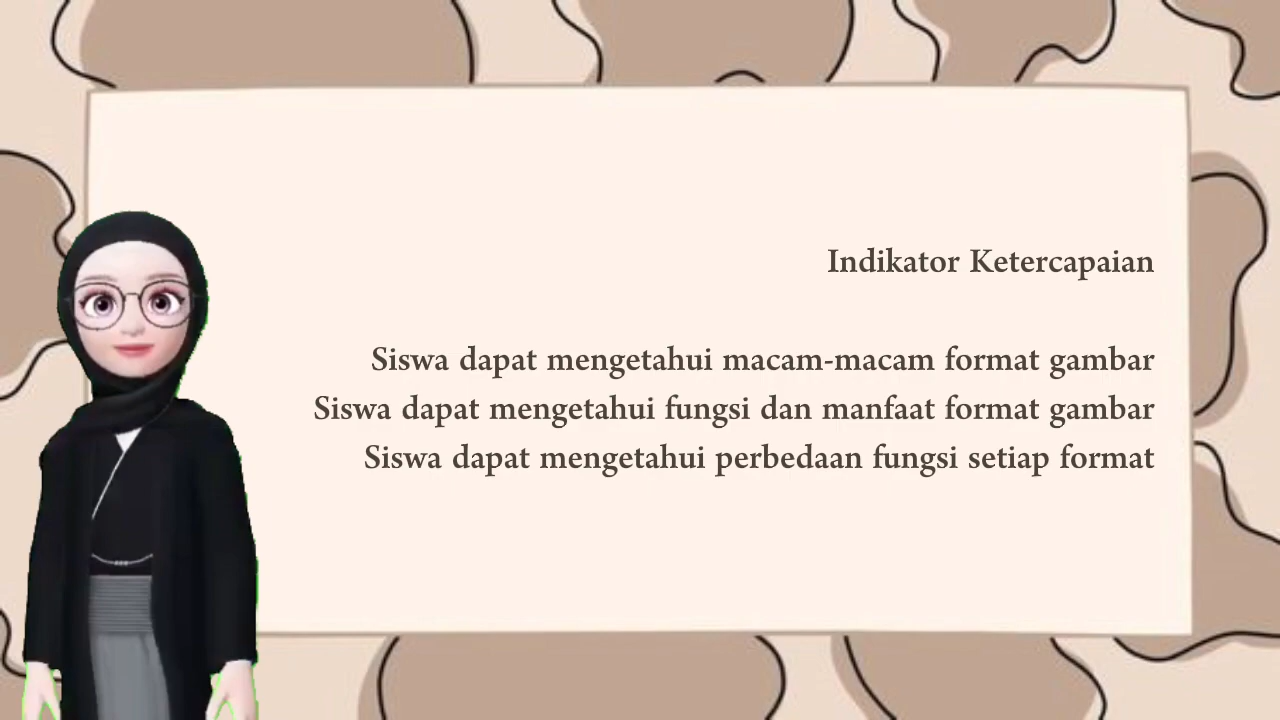 Indikator Ketercapaian
Siswa dapat mengetahui macam-macam format gambar
Siswa dapat mengetahui fungsi dan manfaat format gambar
Siswa dapat mengetahui perbedaan fungsi setiap format